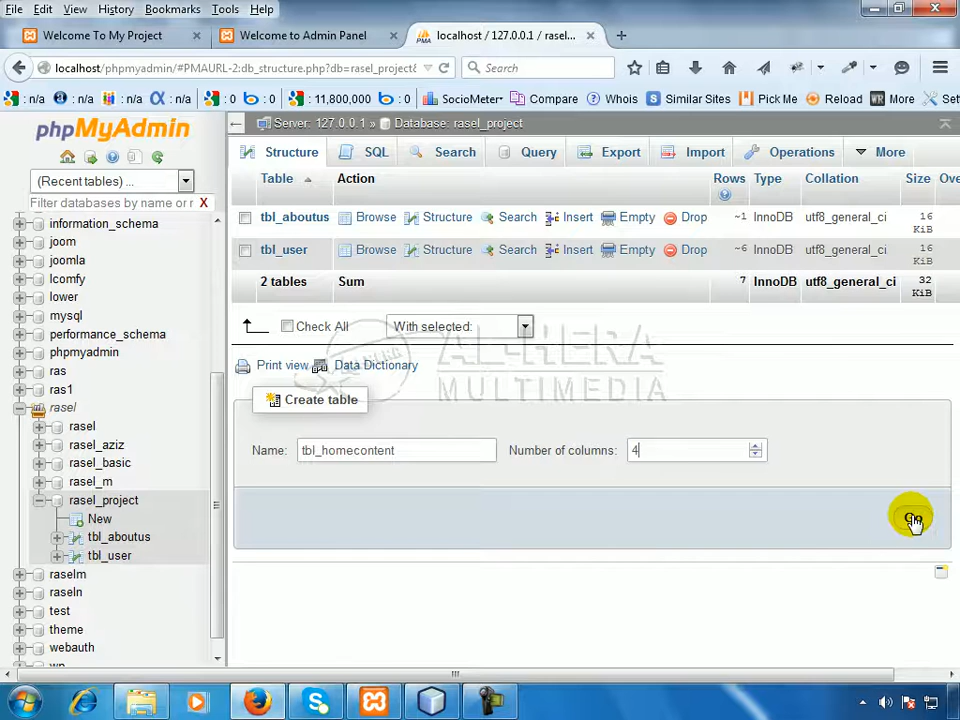 File Edit View History Bookmarks Tools Help
Welcome To My Project
Welcome to Admin Panel
localhost / 127.0.0.1 / rasel...
localhost/phpmyadmin/#PMAURL-2:db_structure.php?db=rasel_project&
Search
: n/a : n/a : n/a : n/a : 0 : 0 : 11,800,000 : 0 SocioMeter Compare Whois Similar Sites Pick Me Reload More Set
phpMyAdmin
(Recent tables) ...
Filter databases by name or r X
information_schema
joom
joomla
lcomfy
lower
mysql
performance_schema
phpmyadmin
ras
ras1
rasel
rasel
rasel_aziz
rasel_basic
rasel_m
rasel_project
New
tbl_aboutus
tbl_user
raselm
raseln
test
theme
webauth
wp
Server: 127.0.0.1 » Database: rasel_project
Structure SQL Search Query Export Import Operations More
Table Action Rows Type Collation Size Ove
tbl_aboutus Browse Structure Search Insert Empty Drop ~1 InnoDB utf8_general_ci 16 KiB
tbl_user Browse Structure Search Insert Empty Drop ~6 InnoDB utf8_general_ci 16 KiB
2 tables Sum 7 InnoDB utf8_general_ci 32 KiB
Check All With selected:
AL-HERA
MULTIMEDIA
Print view Data Dictionary
Create table
Name: tbl_homecontent Number of columns: 4
Go